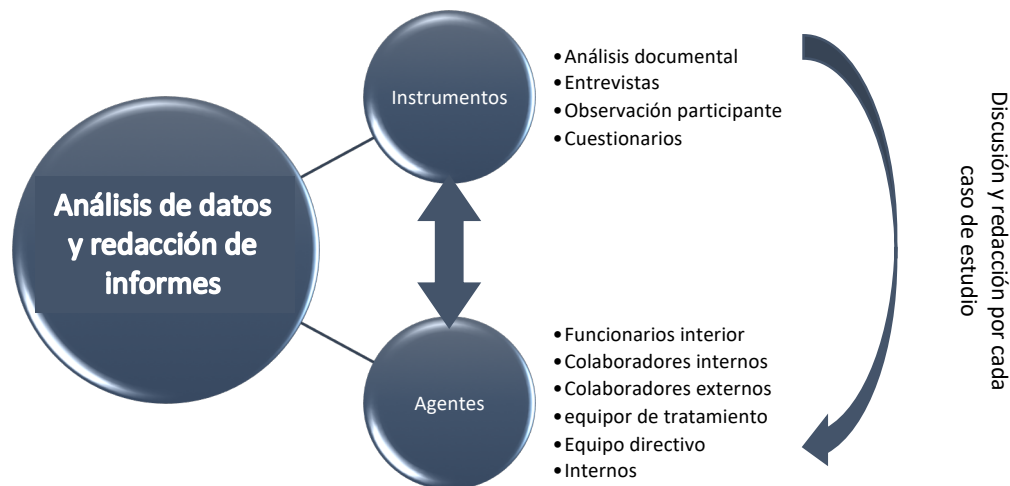 Análisis de datos
y redacción de
informes
Instrumentos
•Análisis documental
•Entrevistas
•Observación participante
•Cuestionarios
Agentes
•Funcionarios interior
•Colaboradores internos
•Colaboradores externos
•equipor de tratamiento
•Equipo directivo
•Internos
Discusión y redacción por cada
caso de estudio